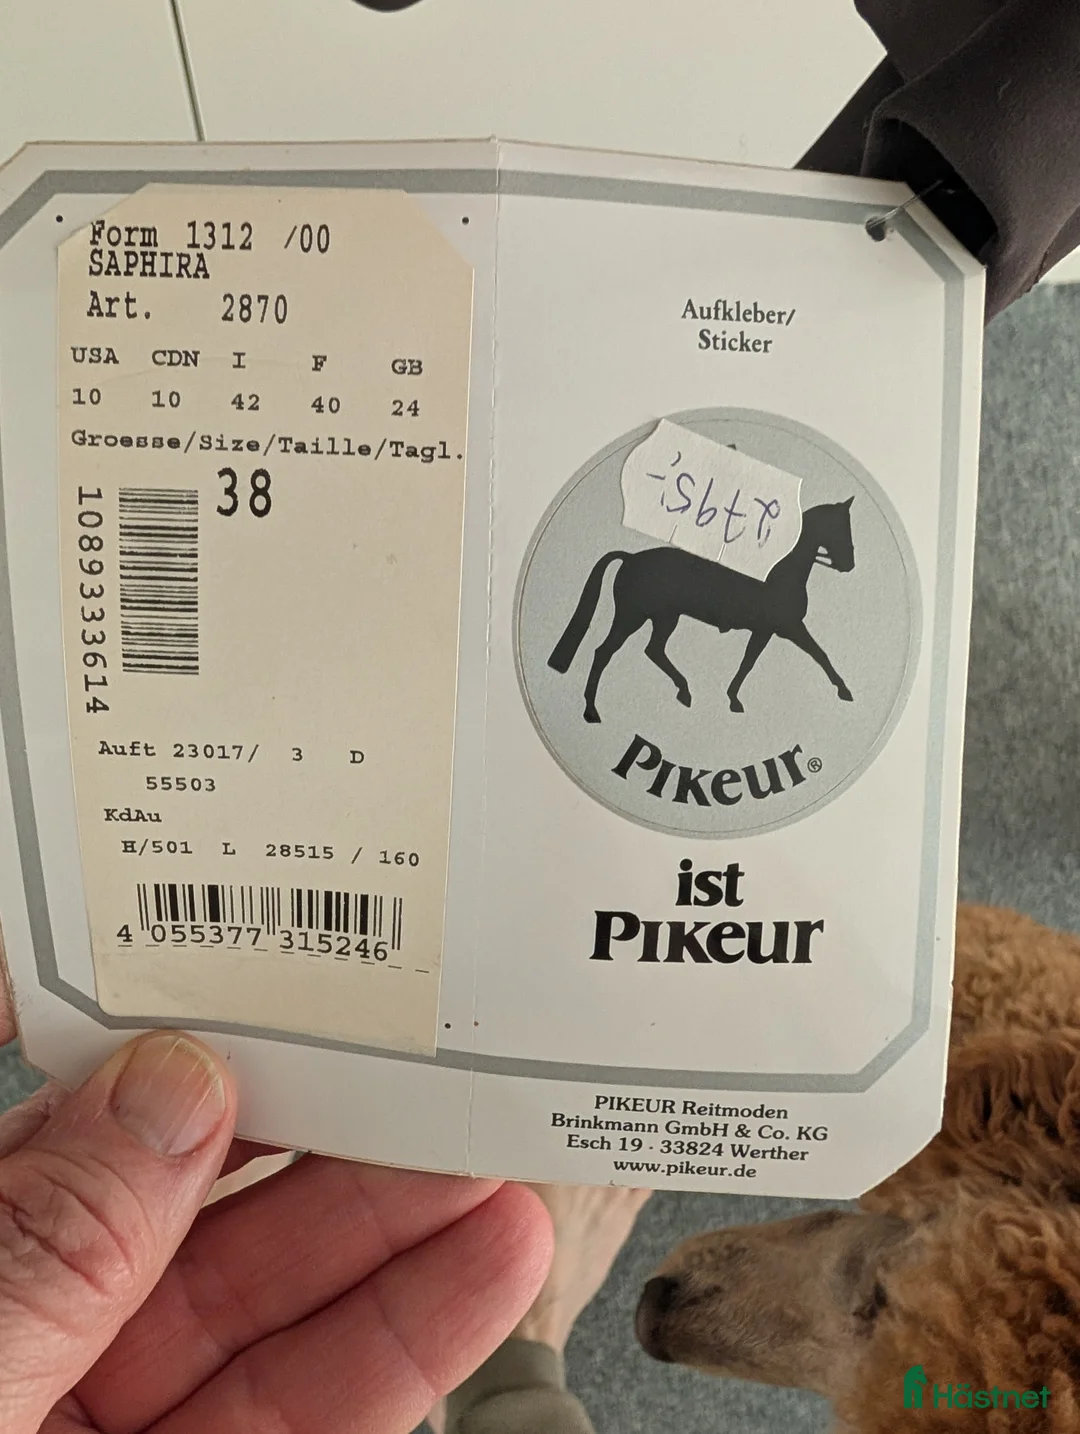 Form 1312 /00
SAPHIRA
Art. 2870
USA CDN I F GB
10 10 42 40 24
Groesse/Size/Taille/Tagl.
38
1089333614
Auft 23017/ 3 D
55503
KdAu
H/501 L 28515 / 160
4 055377 315246
Aufkleber/
Sticker
2795:-
PIKEUR®
ist
PIKEUR
PIKEUR Reitmoden
Brinkmann GmbH & Co. KG
Esch 19 · 33824 Werther
www.pikeur.de
Hästnet